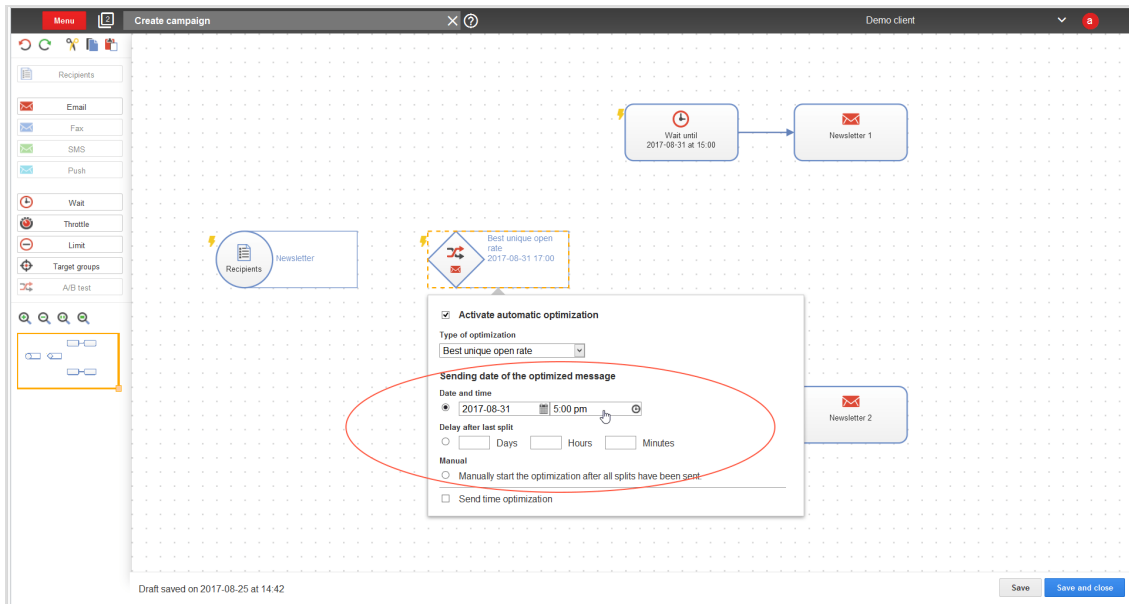 Menu
2
Create campaign
Demo client
a
Recipients
Email
Fax
SMS
Push
Wait
Throttle
Limit
Target groups
A/B test
Wait until
2017-08-31 at 15:00
Newsletter 1
Recipients
Newsletter
Best unique open
rate
2017-08-31 17:00
Activate automatic optimization
Type of optimization
Best unique open rate
Sending date of the optimized message
Date and time
2017-08-31 5:00 pm
Delay after last split
Days Hours Minutes
Manual
Manually start the optimization after all splits have been sent.
Send time optimization
Newsletter 2
Draft saved on 2017-08-25 at 14:42
Save
Save and close